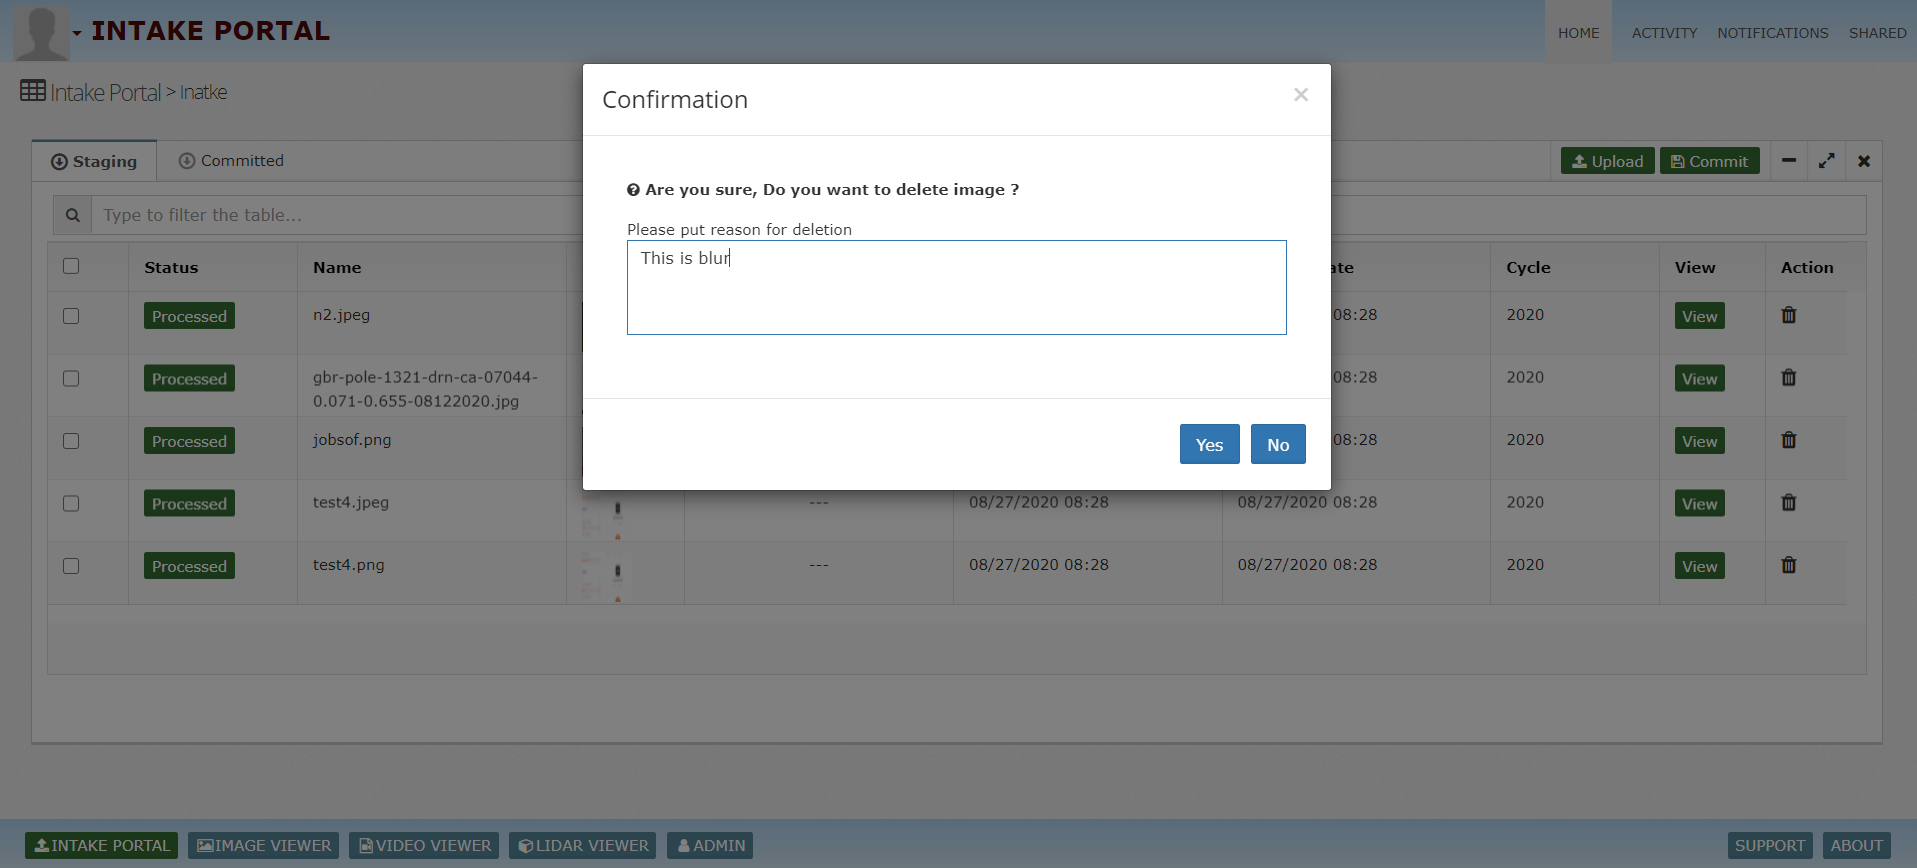 INTAKE PORTAL
HOME ACTIVITY NOTIFICATIONS SHARED
Intake Portal > Inatke
Staging
Committed
Upload
Commit
Type to filter the table...
Status Name ate Cycle View Action
Processed n2.jpeg 08:28 2020 View
Processed gbr-pole-1321-drn-ca-07044-
0.071-0.655-08122020.jpg 08:28 2020 View
Processed jobsof.png 08:28 2020 View
Processed test4.jpeg --- 08/27/2020 08:28 08/27/2020 08:28 2020 View
Processed test4.png --- 08/27/2020 08:28 08/27/2020 08:28 2020 View
Confirmation
×
Are you sure, Do you want to delete image ?
Please put reason for deletion
This is blur
Yes No
INTAKE PORTAL IMAGE VIEWER VIDEO VIEWER LIDAR VIEWER ADMIN SUPPORT ABOUT